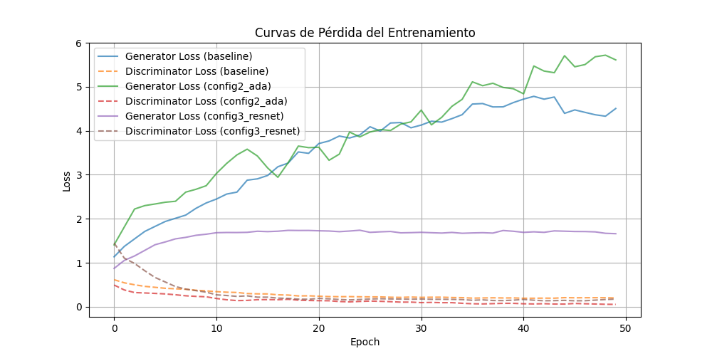 Curvas de Pérdida del Entrenamiento
Generator Loss (baseline)
Discriminator Loss (baseline)
Generator Loss (config2_ada)
Discriminator Loss (config2_ada)
Generator Loss (config3_resnet)
Discriminator Loss (config3_resnet)
Loss
6
5
4
3
2
1
0
0
10
20
30
40
50
Epoch